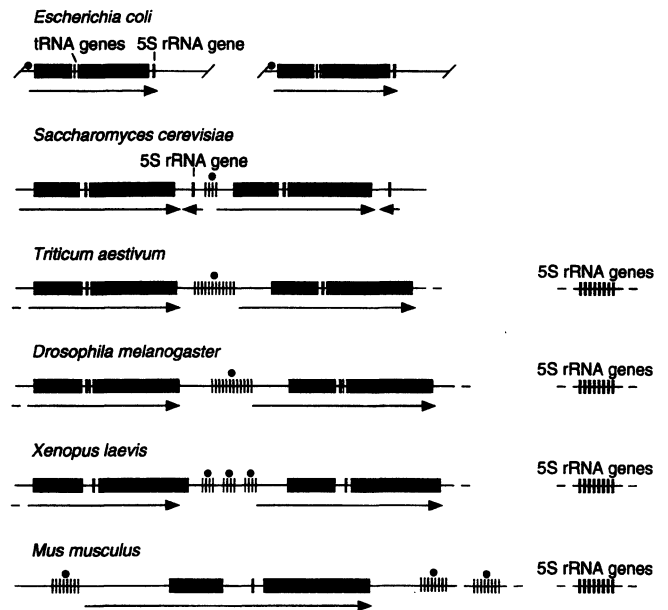 Escherichia coli
tRNA genes 5S rRNA gene
Saccharomyces cerevisiae
5S rRNA gene
Triticum aestivum
5S rRNA genes
Drosophila melanogaster
5S rRNA genes
Xenopus laevis
5S rRNA genes
Mus musculus
5S rRNA genes